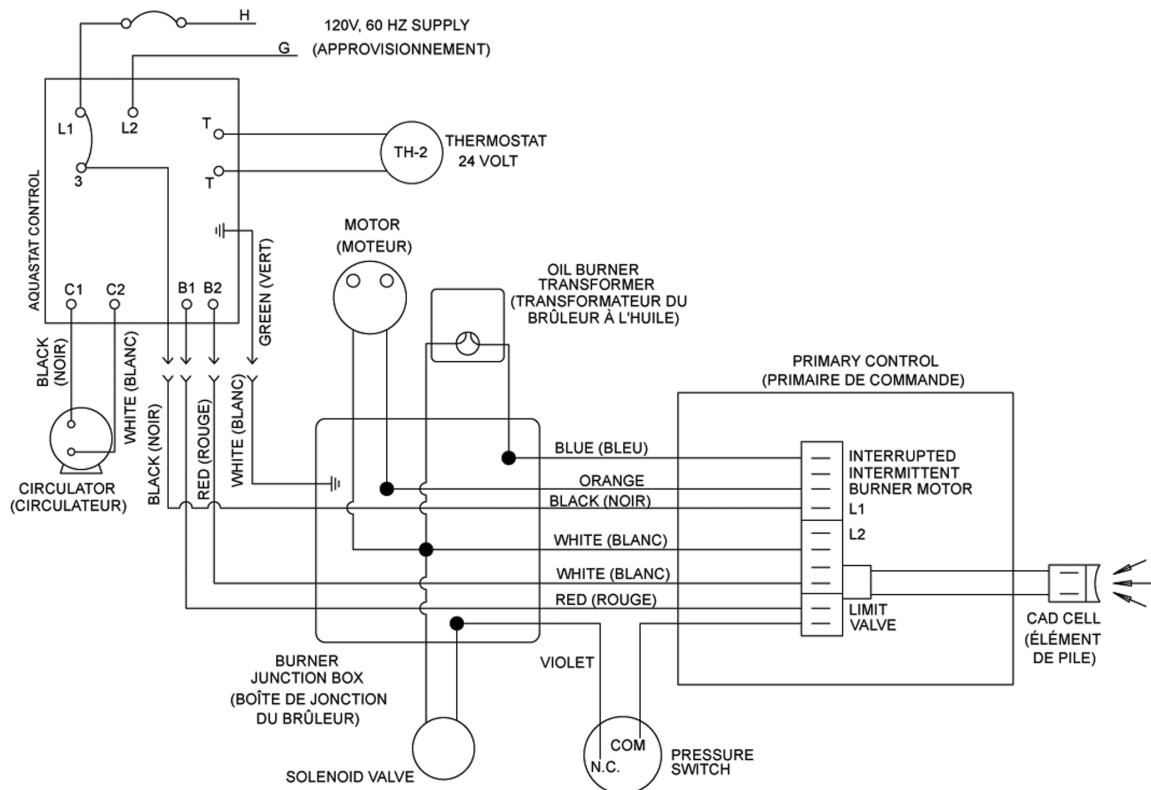 H
120V, 60 HZ SUPPLY
(APPROVISIONNEMENT)
G
L1
L2
T
3
T
THERMOSTAT
24 VOLT
TH-2
AQUASTAT CONTROL
C1
C2
B1
B2
GREEN (VERT)
MOTOR
(MOTEUR)
OIL BURNER
TRANSFORMER
(TRANSFORMATEUR DU
BRÛLEUR À L'HUILE)
BLACK
(NOIR)
WHITE (BLANC)
BLACK (NOIR)
RED (ROUGE)
WHITE (BLANC)
CIRCULATOR
(CIRCULATEUR)
PRIMARY CONTROL
(PRIMAIRE DE COMMANDE)
BLUE (BLEU)
INTERRUPTED
INTERMITTENT
ORANGE
BURNER MOTOR
BLACK (NOIR)
L1
L2
WHITE (BLANC)
WHITE (BLANC)
RED (ROUGE)
LIMIT
VALVE
CAD CELL
(ÉLÉMENT
DE PILE)
BURNER
JUNCTION BOX
(BOÎTE DE JONCTION
DU BRÛLEUR)
VIOLET
SOLENOID VALVE
COM
N.C.
PRESSURE
SWITCH